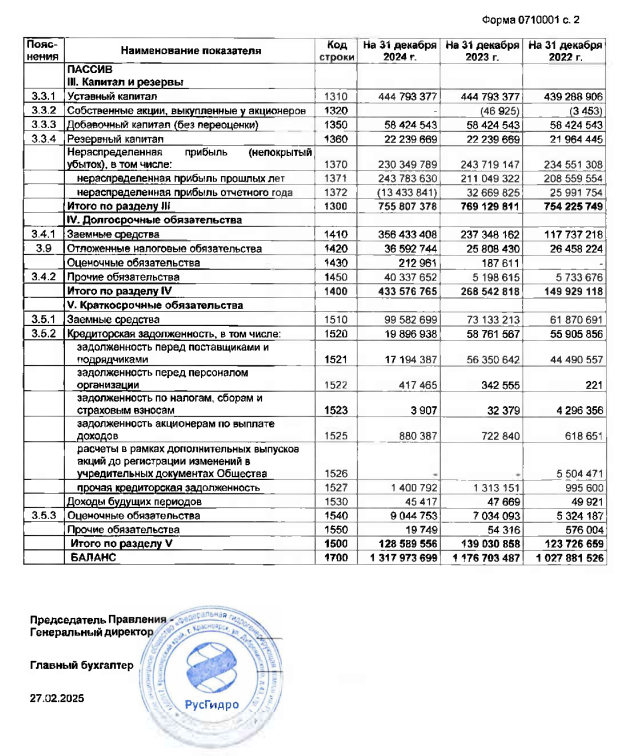 Форма 0710001 с. 2
Пояс-нения Наименование показателя Код строки На 31 декабря 2024 г. На 31 декабря 2023 г. На 31 декабря 2022 г.
ПАССИВ
III. Капитал и резервы
3.3.1 Уставный капитал 1310 444 793 377 444 793 377 439 288 906
3.3.2 Собственные акции, выкупленные у акционеров 1320 - (46 925) (3 453)
3.3.3 Добавочный капитал (без переоценки) 1350 58 424 543 58 424 543 58 424 543
3.3.4 Резервный капитал 1360 22 239 669 22 239 669 21 964 445
Нераспределенная прибыль (непокрытый
убыток), в том числе: 1370 230 349 789 243 719 147 234 551 308
нераспределенная прибыль прошлых лет 1371 243 783 630 211 049 322 208 559 554
нераспределенная прибыль отчетного года 1372 (13 433 841) 32 669 825 25 991 754
Итого по разделу III 1300 755 807 378 769 129 811 754 225 749
IV. Долгосрочные обязательства
3.4.1 Заемные средства 1410 356 433 408 237 348 162 117 737 218
3.9 Отложенные налоговые обязательства 1420 36 592 744 25 808 430 26 458 224
Оценочные обязательства 1430 212 961 187 611 -
3.4.2 Прочие обязательства 1450 40 337 652 5 198 615 5 733 676
Итого по разделу IV 1400 433 576 765 268 542 818 149 929 118
V. Краткосрочные обязательства
3.5.1 Заемные средства 1510 99 582 699 73 133 213 61 870 691
3.5.2 Кредиторская задолженность, в том числе: 1520 19 896 938 58 761 567 55 905 856
задолженность перед поставщиками и
подрядчиками 1521 17 194 387 56 350 642 44 490 557
задолженность перед персоналом
организации 1522 417 465 342 555 221
задолженность по налогам, сборам и
страховым взносам 1523 3 907 32 379 4 296 356
задолженность акционерам по выплате
доходов 1525 880 387 722 840 618 651
расчеты в рамках дополнительных выпусков
акций до регистрации изменений в
учредительных документах Общества 1526 - - 5 504 471
прочая кредиторская задолженность 1527 1 400 792 1 313 151 995 600
Доходы будущих периодов 1530 45 417 47 669 49 921
3.5.3 Оценочные обязательства 1540 9 044 753 7 034 093 5 324 187
Прочие обязательства 1550 19 749 54 316 576 004
Итого по разделу V 1500 128 589 556 139 030 858 123 726 659
БАЛАНС 1700 1 317 973 699 1 176 703 487 1 027 881 526
Председатель Правления -
Генеральный директор
Главный бухгалтер
27.02.2025
РусГидро